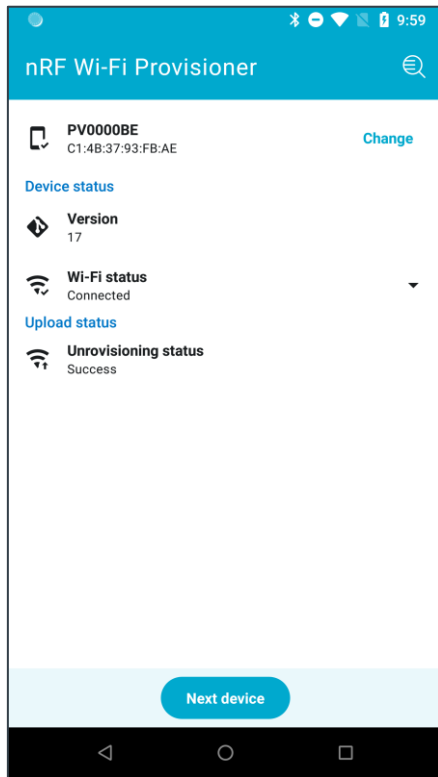 9:59
nRF Wi-Fi Provisioner
PV0000BE
C1:4B:37:93:FB:AE
Change
Device status
Version
17
Wi-Fi status
Connected
Upload status
Unrovisioning status
Success
Next device